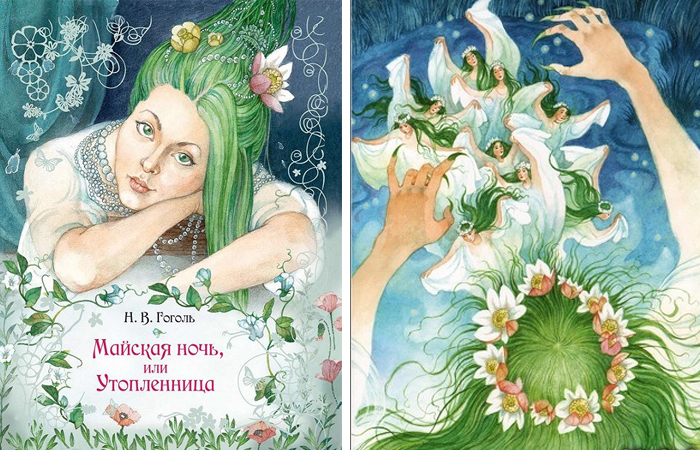 Н. В. Гоголь
Майская ночь,
или
Утопленница